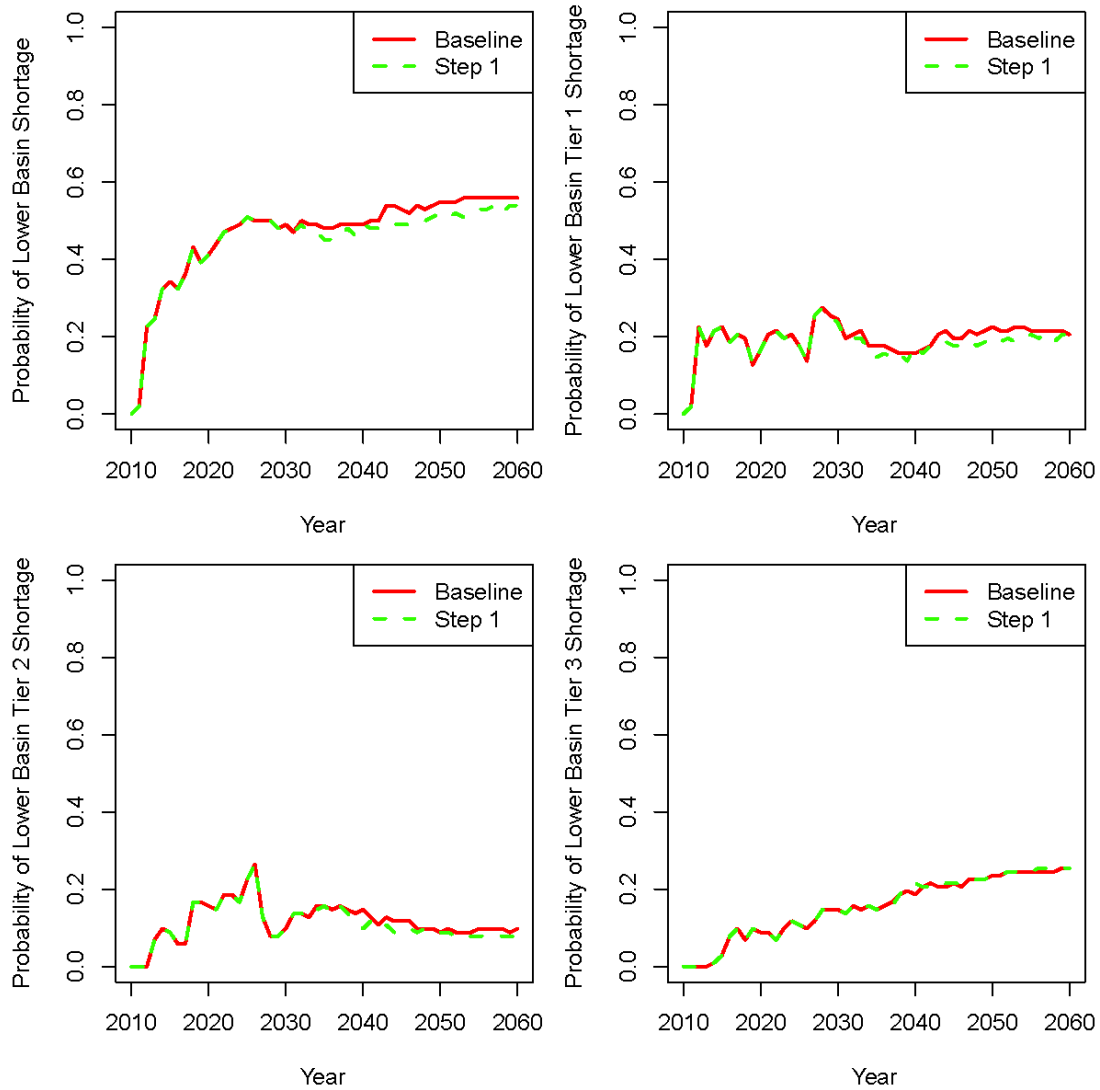 Probability of Lower Basin Shortage
1.0
0.8
0.6
0.4
0.2
0.0
Baseline
Step 1
2010 2020 2030 2040 2050 2060
Year
Probability of Lower Basin Tier 1 Shortage
1.0
0.8
0.6
0.4
0.2
0.0
Baseline
Step 1
2010 2020 2030 2040 2050 2060
Year
Probability of Lower Basin Tier 2 Shortage
1.0
0.8
0.6
0.4
0.2
0.0
Baseline
Step 1
2010 2020 2030 2040 2050 2060
Year
Probability of Lower Basin Tier 3 Shortage
1.0
0.8
0.6
0.4
0.2
0.0
Baseline
Step 1
2010 2020 2030 2040 2050 2060
Year